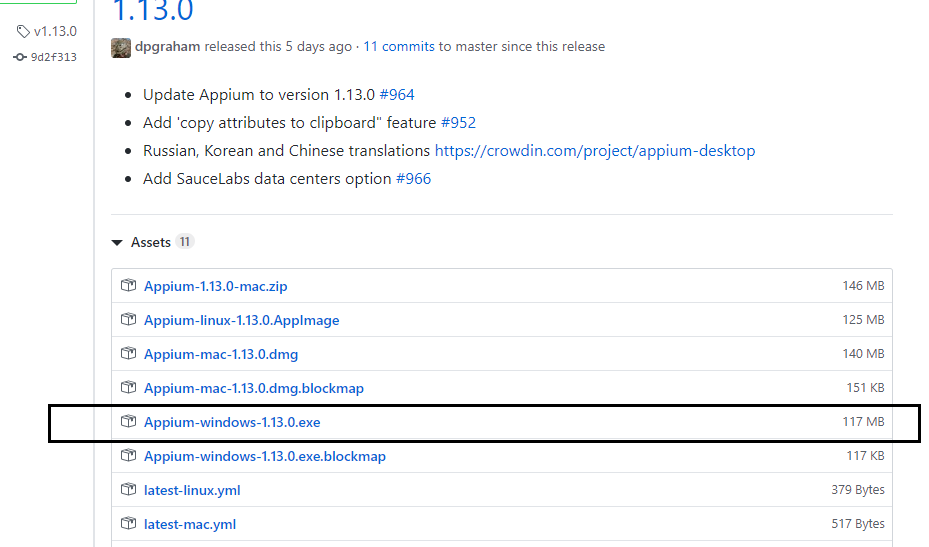 1.13.0
v1.13.0
9d2f313
dpgraham released this 5 days ago · 11 commits to master since this release
Update Appium to version 1.13.0 #964
Add 'copy attributes to clipboard" feature #952
Russian, Korean and Chinese translations https://crowdin.com/project/appium-desktop
Add SauceLabs data centers option #966
Assets 11
Appium-1.13.0-mac.zip 146 MB
Appium-linux-1.13.0.AppImage 125 MB
Appium-mac-1.13.0.dmg 140 MB
Appium-mac-1.13.0.dmg.blockmap 151 KB
Appium-windows-1.13.0.exe 117 MB
Appium-windows-1.13.0.exe.blockmap 117 KB
latest-linux.yml 379 Bytes
latest-mac.yml 517 Bytes